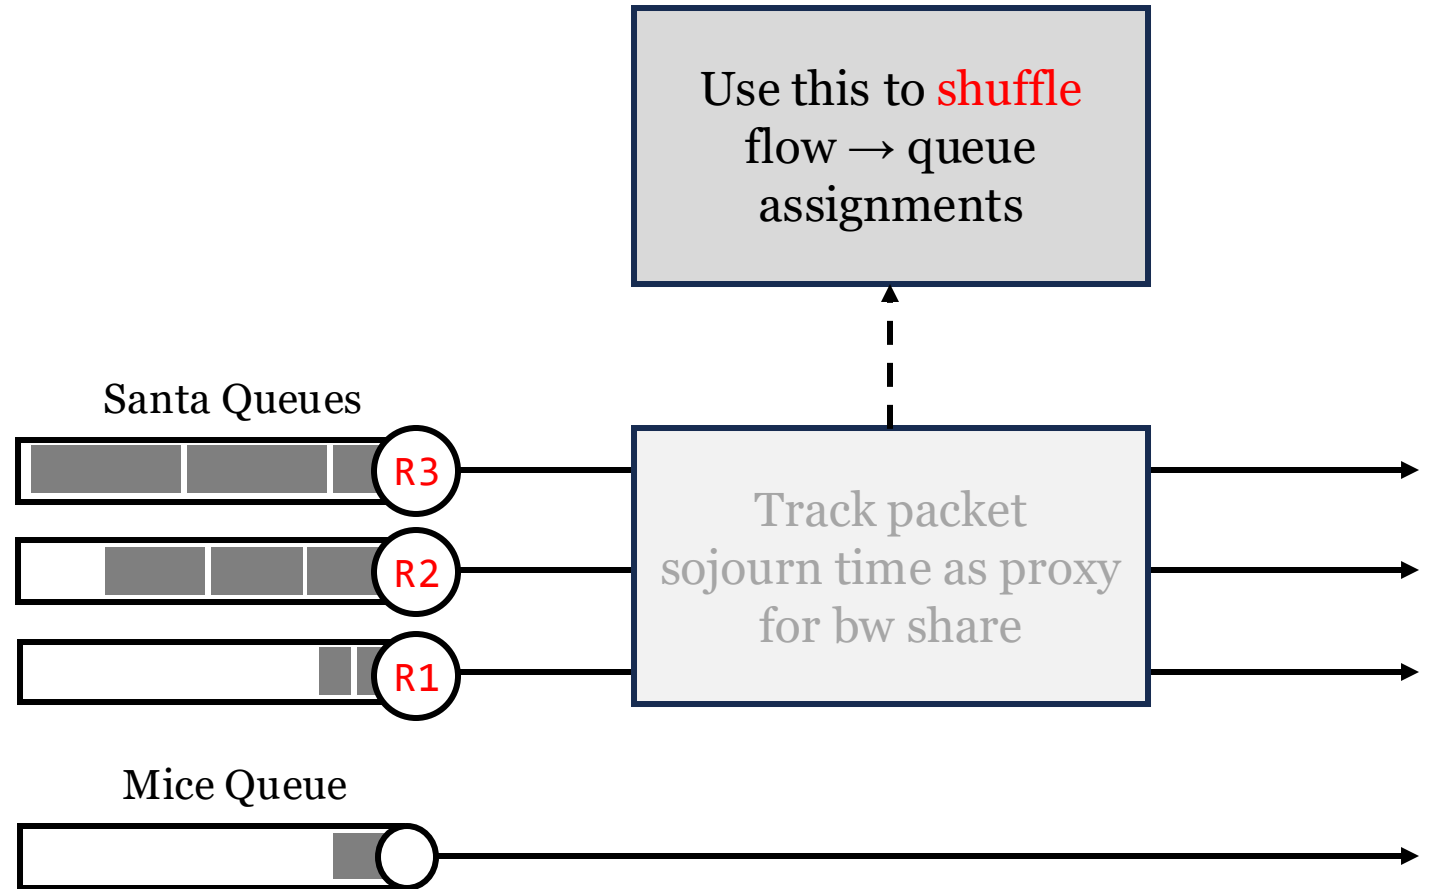 Use this to shuffle
flow → queue
assignments
Santa Queues
R3
R2
R1
Track packet
sojourn time as proxy
for bw share
Mice Queue